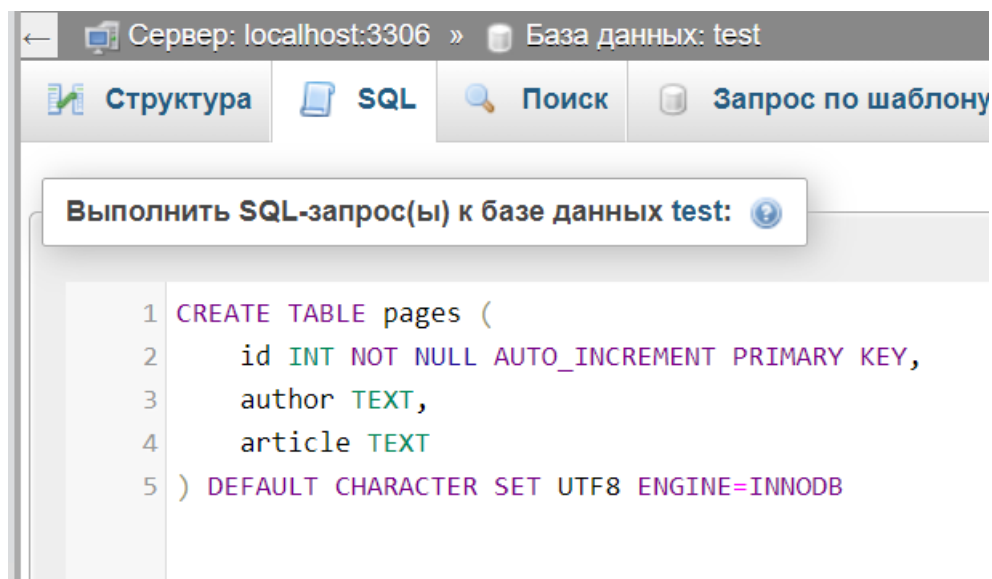 ← Сервер: localhost:3306 » База данных: test
Структура SQL Поиск Запрос по шаблону
Выполнить SQL-запрос(ы) к базе данных test:
1 CREATE TABLE pages (
2 id INT NOT NULL AUTO_INCREMENT PRIMARY KEY,
3 author TEXT,
4 article TEXT
5 ) DEFAULT CHARACTER SET UTF8 ENGINE=INNODB